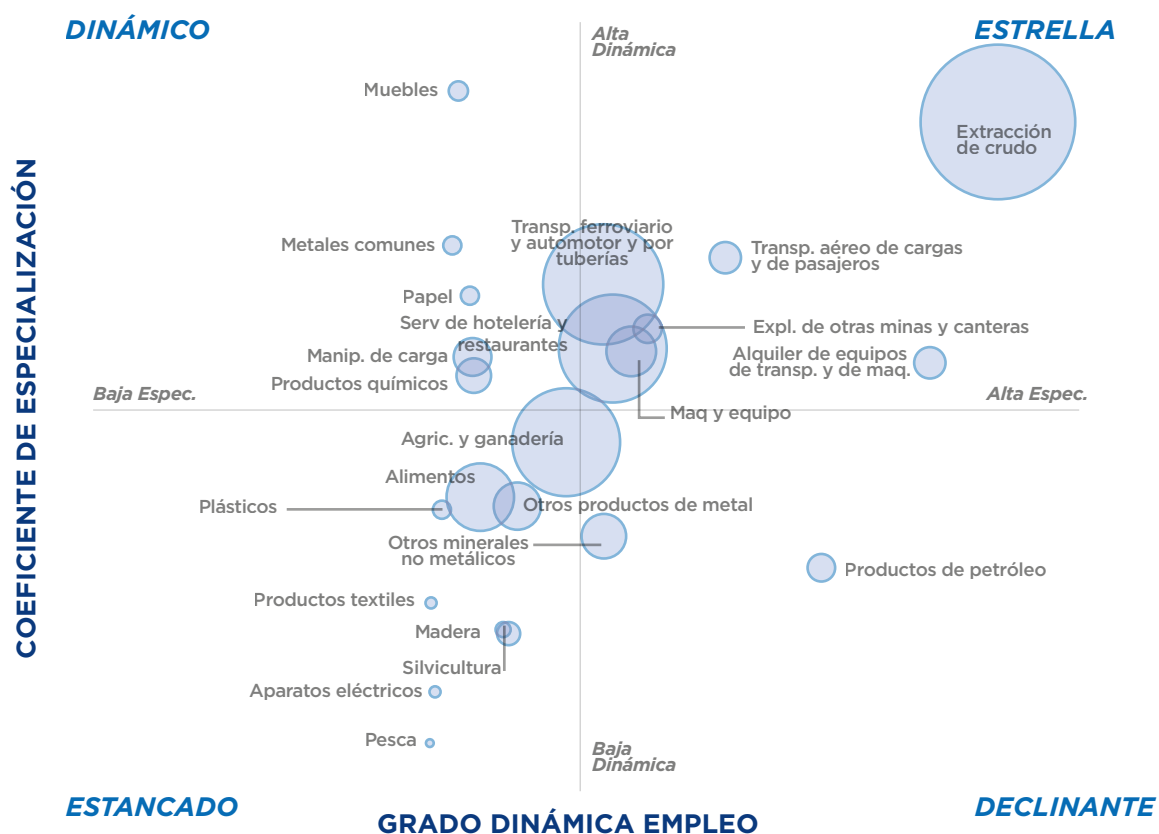 DINÁMICO
Alta
Dinámica
ESTRELLA
Muebles
Extracción
de crudo
Transp. ferroviario
y automotor y por
tuberías
Metales comunes
Transp. aéreo de cargas
y de pasajeros
Papel
Serv de hotelería y
restaurantes
Expl. de otras minas y canteras
Manip. de carga
Alquiler de equipos
de transp. y de maq.
Productos químicos
Baja Espec.
Alta Espec.
Maq y equipo
Agric. y ganadería
Alimentos
Plásticos
Otros productos de metal
Otros minerales
no metálicos
Productos de petróleo
Productos textiles
Madera
Silvicultura
Aparatos eléctricos
Pesca
Baja
Dinámica
ESTANCADO
DECLINANTE
GRADO DINÁMICA EMPLEO
COEFICIENTE DE ESPECIALIZACIÓN